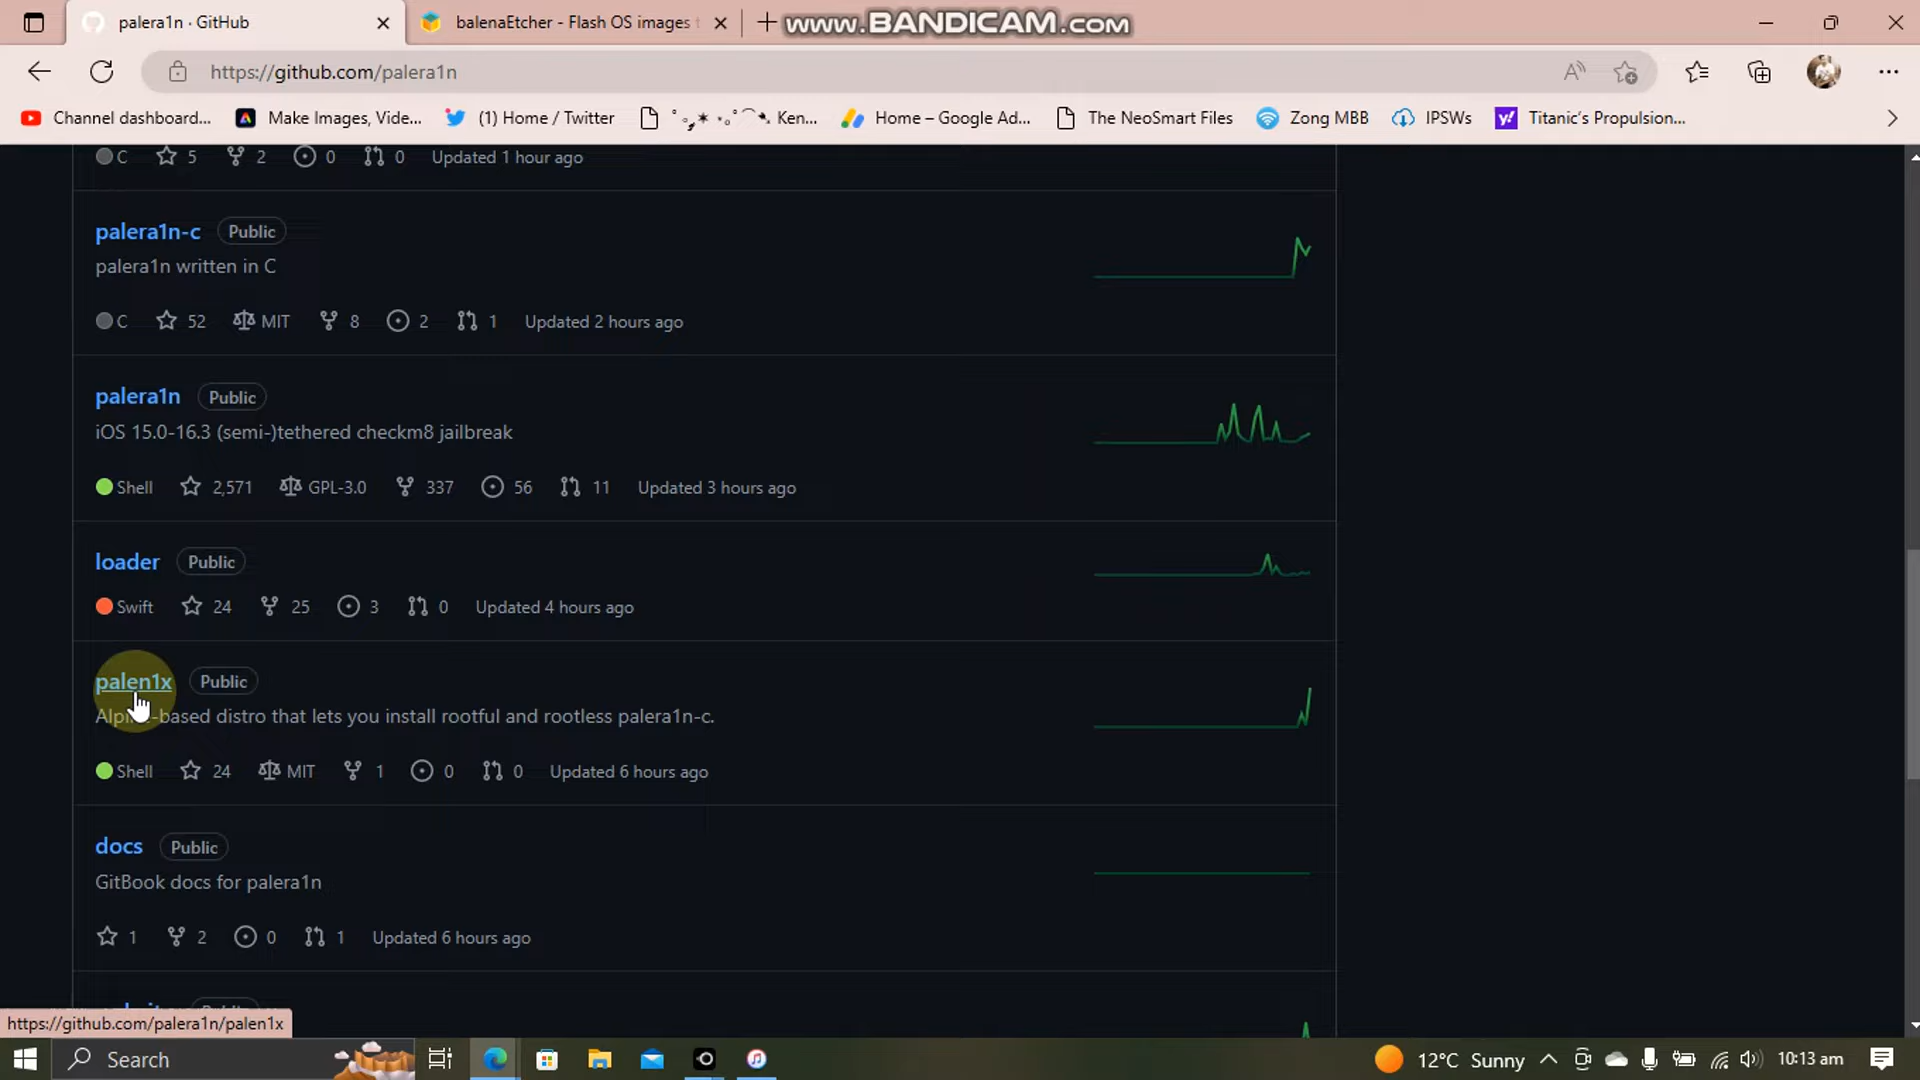 palera1n · GitHub
balenaEtcher - Flash OS images
www.BANDICAM.com
https://github.com/palera1n
Channel dashboard...
Make Images, Vide...
(1) Home / Twitter
Ken...
Home – Google Ad...
The NeoSmart Files
Zong MBB
IPSWs
Titanic's Propulsion...
C 5 2 0 0 Updated 1 hour ago
palera1n-c Public
palera1n written in C
C 52 MIT 8 2 1 Updated 2 hours ago
palera1n Public
iOS 15.0-16.3 (semi-)tethered checkm8 jailbreak
Shell 2,571 GPL-3.0 337 56 11 Updated 3 hours ago
loader Public
Swift 24 25 3 0 Updated 4 hours ago
palen1x Public
Alpine-based distro that lets you install rootful and rootless palera1n-c.
Shell 24 MIT 1 0 0 Updated 6 hours ago
docs Public
GitBook docs for palera1n
1 2 0 1 Updated 6 hours ago
https://github.com/palera1n/palen1x
Search
12°C Sunny
10:13 am